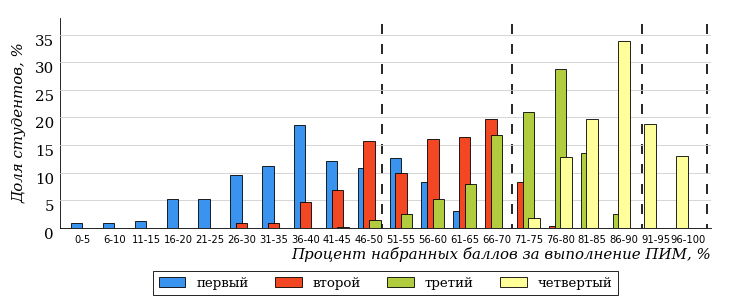 Доля студентов, %
35
30
25
20
15
10
5
0
0-5 6-10 11-15 16-20 21-25 26-30 31-35 36-40 41-45 46-50 51-55 56-60 61-65 66-70 71-75 76-80 81-85 86-90 91-95 96-100
Процент набранных баллов за выполнение ПИМ, %
первый второй третий четвертый